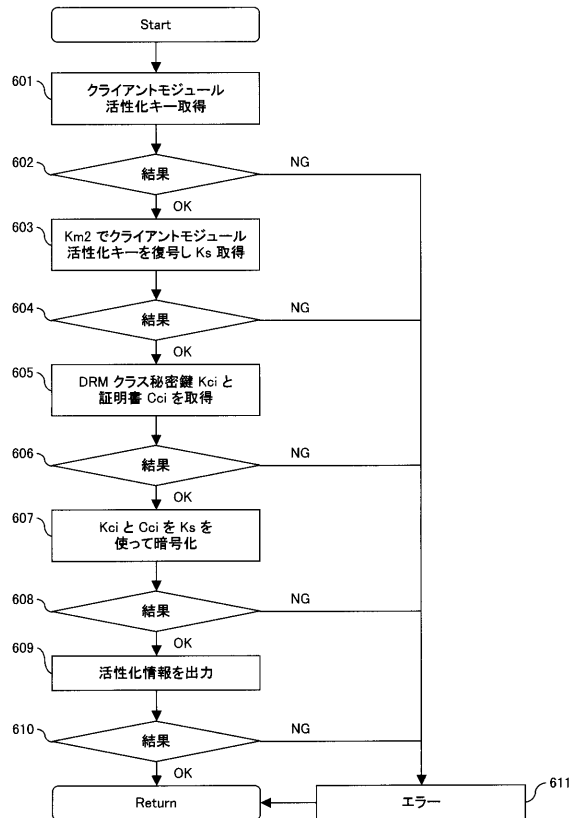 Start
601
クライアントモジュール
活性化キー取得
602
結果
NG
OK
603
Km2 でクライアントモジュール
活性化キーを復号し Ks 取得
604
結果
NG
OK
605
DRM クラス秘密鍵 Kci と
証明書 Cci を取得
606
結果
NG
OK
607
Kci と Cci を Ks を
使って暗号化
608
結果
NG
OK
609
活性化情報を出力
610
結果
NG
OK
Return
エラー
611